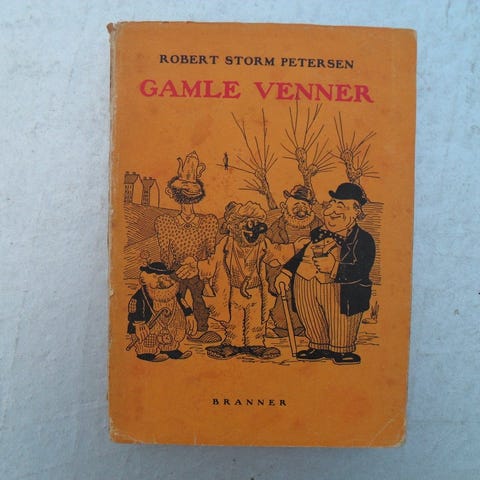 ROBERT STORM PETERSEN
GAMLE VENNER
BRANNER